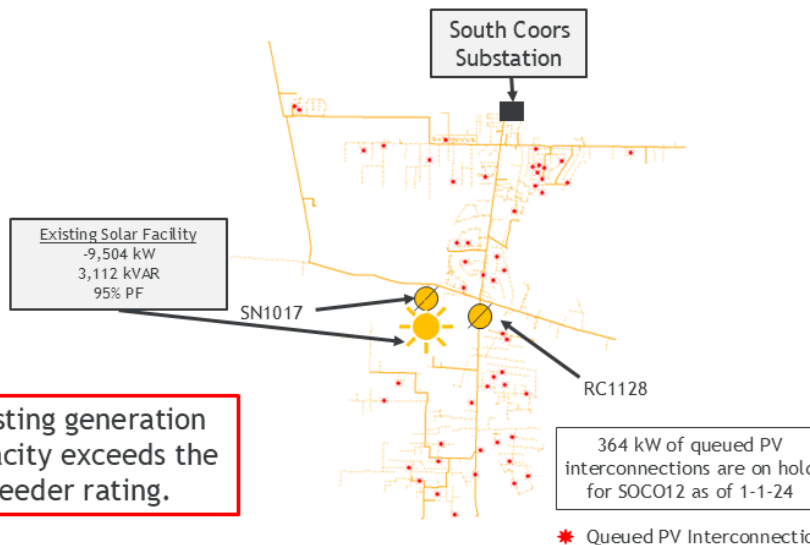 South Coors
Substation
Existing Solar Facility
-9,504 kW
3,112 kVAR
95% PF
SN1017
RC1128
sting generation
acity exceeds the
eeder rating.
364 kW of queued PV
interconnections are on hold
for SOCO12 as of 1-1-24
Queued PV Interconnectio